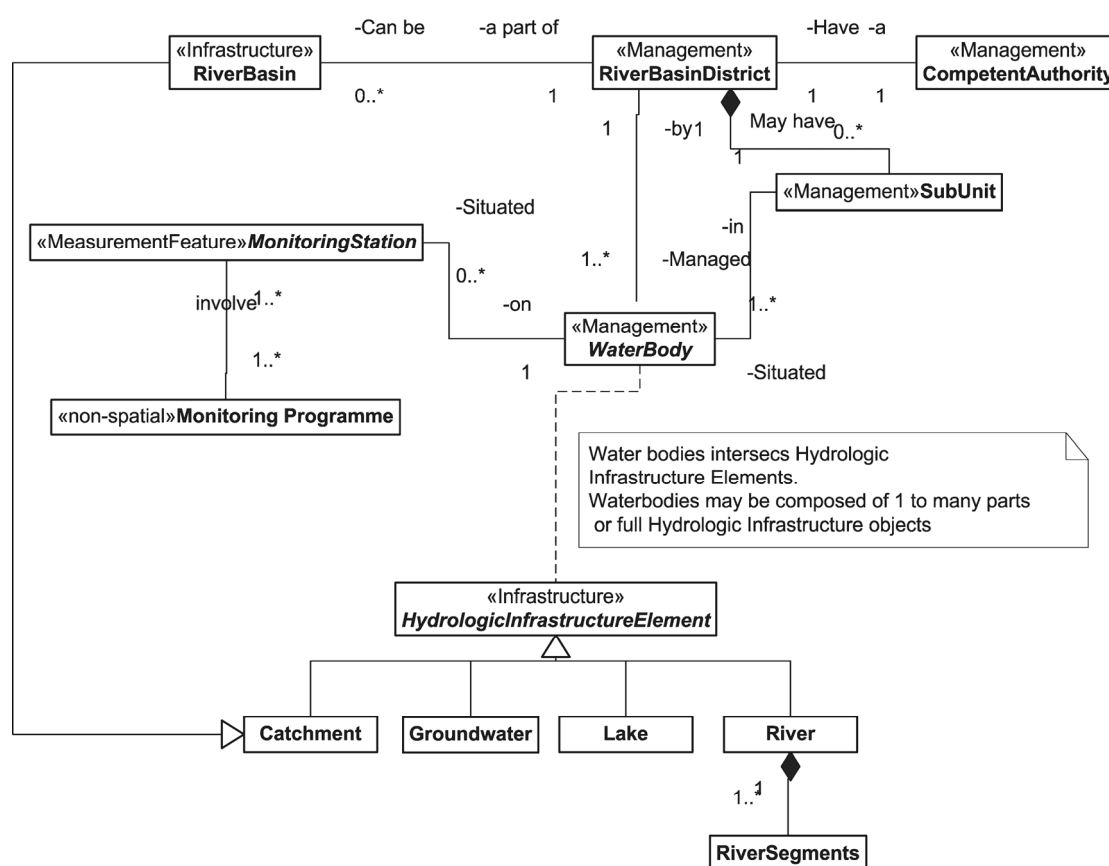 -Can be
-a part of
-Have -a
«Infrastructure»
RiverBasin
«Management»
RiverBasinDistrict
«Management»
CompetentAuthority
0..*
1
1
1
1
-by1
May have
0..*
1
«Management»SubUnit
-Situated
«MeasurementFeature»MonitoringStation
-in
0..*
1..*
-Managed
involve
1..*
-on
1..*
«Management»
WaterBody
1..*
1
-Situated
«non-spatial»Monitoring Programme
Water bodies intersecs Hydrologic
Infrastructure Elements.
Waterbodies may be composed of 1 to many parts
or full Hydrologic Infrastructure objects
«Infrastructure»
HydrologicInfrastructureElement
Catchment
Groundwater
Lake
River
1
1..*
RiverSegments